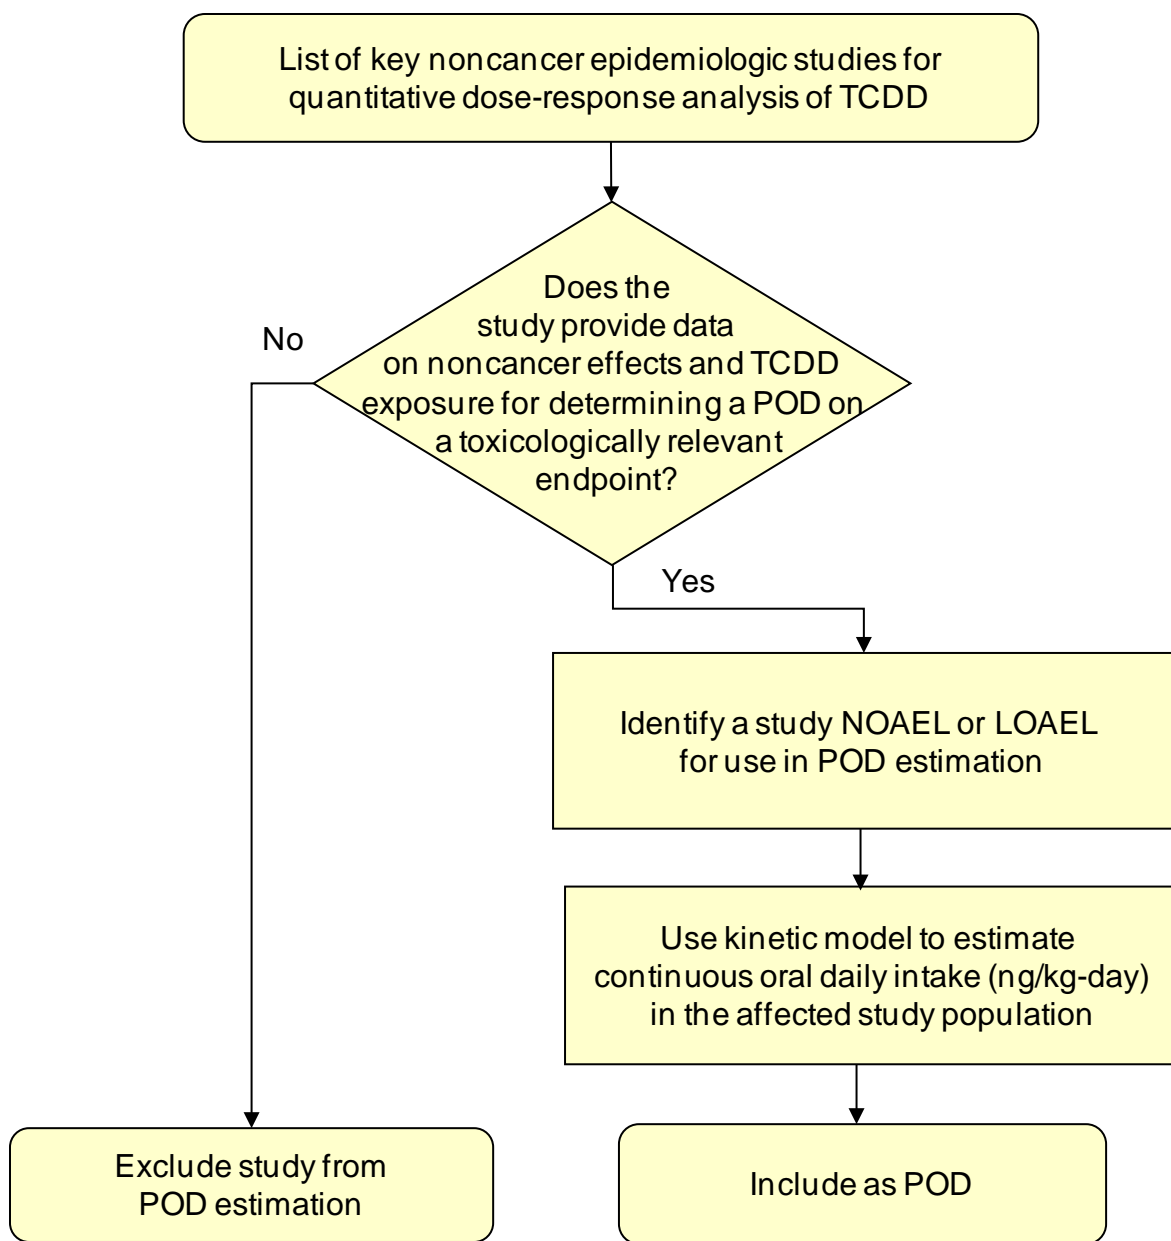 List of key noncancer epidemiologic studies for
quantitative dose-response analysis of TCDD
Does the
study provide data
on noncancer effects and TCDD
exposure for determining a POD on
a toxicologically relevant
endpoint?
No
Yes
Identify a study NOAEL or LOAEL
for use in POD estimation
Use kinetic model to estimate
continuous oral daily intake (ng/kg-day)
in the affected study population
Exclude study from
POD estimation
Include as POD